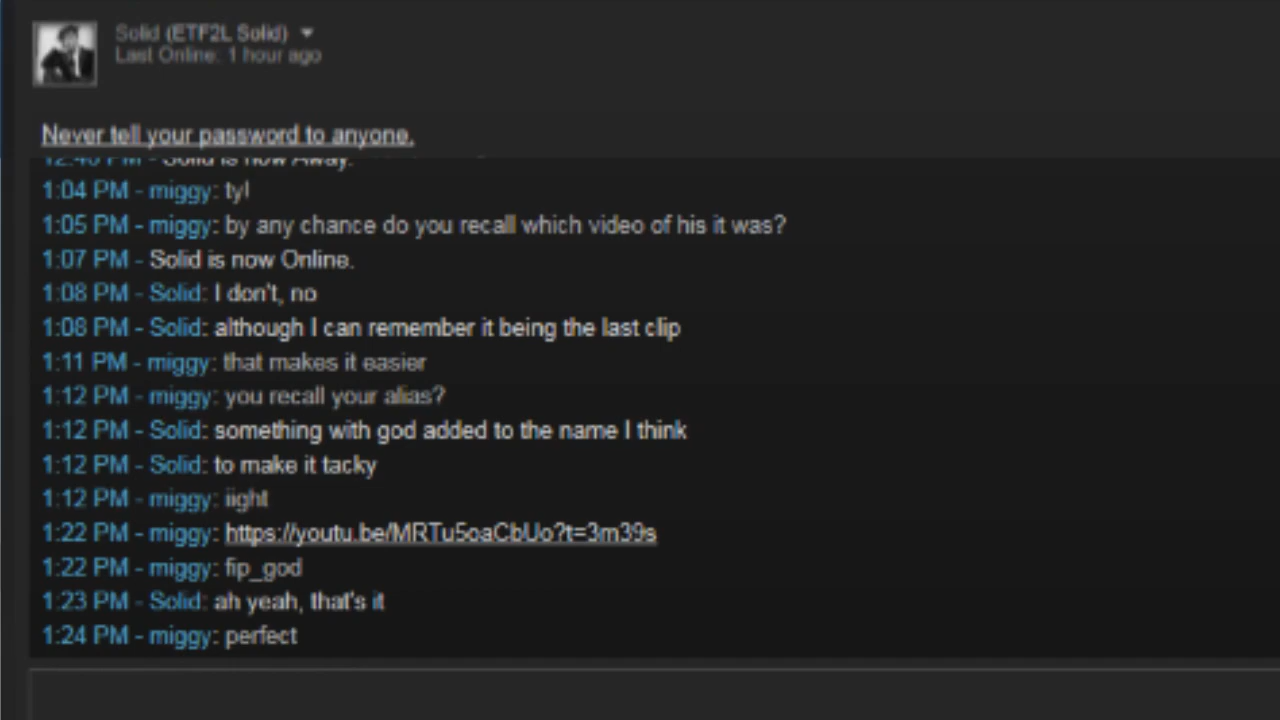 Solid (ETF2L Solid)
Last Online: 1 hour ago
Never tell your password to anyone.
12:40 PM - Solid is now Away.
1:04 PM - miggy: ty!
1:05 PM - miggy: by any chance do you recall which video of his it was?
1:07 PM - Solid is now Online.
1:08 PM - Solid: I don't, no
1:08 PM - Solid: although I can remember it being the last clip
1:11 PM - miggy: that makes it easier
1:12 PM - miggy: you recall your alias?
1:12 PM - Solid: something with god added to the name I think
1:12 PM - Solid: to make it tacky
1:12 PM - miggy: iight
1:22 PM - miggy: https://youtu.be/MRTu5oaCbUo?t=3m39s
1:22 PM - miggy: fip_god
1:23 PM - Solid: ah yeah, that's it
1:24 PM - miggy: perfect